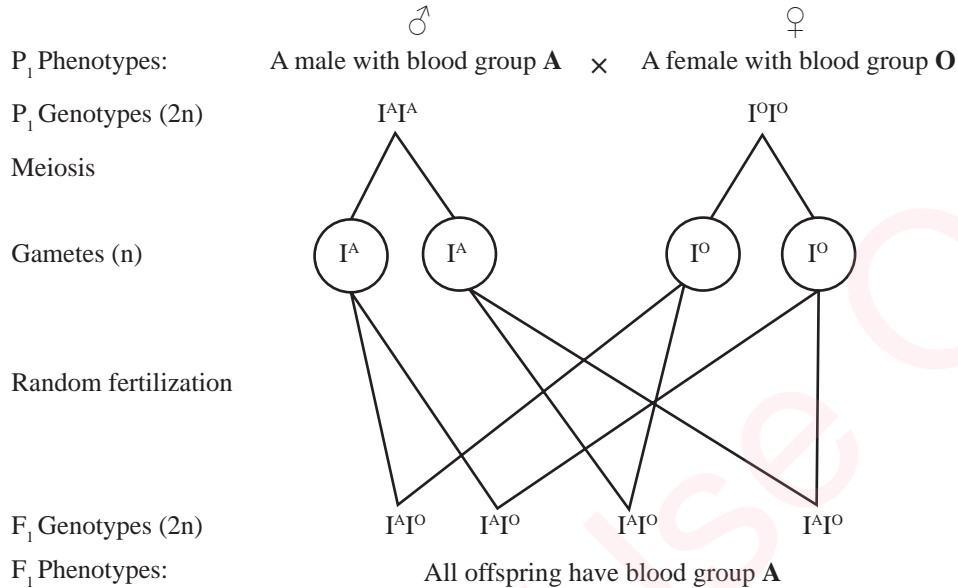 ♂ ♀
P₁ Phenotypes: A male with blood group A × A female with blood group O
P₁ Genotypes (2n) IᴬIᴬ IᴼIᴼ
Meiosis
Gametes (n) Iᴬ Iᴬ Iᴼ Iᴼ
Random fertilization
F₁ Genotypes (2n) IᴬIᴼ IᴬIᴼ IᴬIᴼ IᴬIᴼ
F₁ Phenotypes: All offspring have blood group A
se